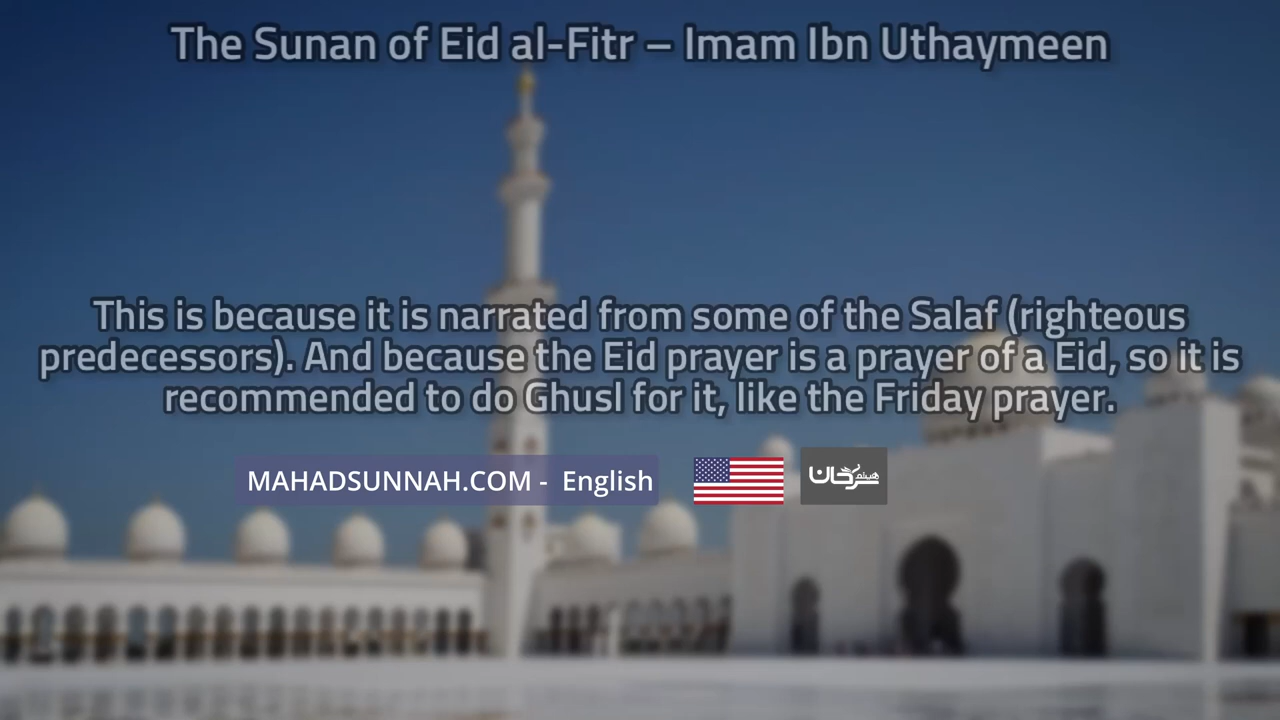 The Sunan of Eid al-Fitr – Imam Ibn Uthaymeen
This is because it is narrated from some of the Salaf (righteous
predecessors). And because the Eid prayer is a prayer of a Eid, so it is
recommended to do Ghusl for it, like the Friday prayer.
MAHADSUNNAH.COM - English
هيثم سرحان